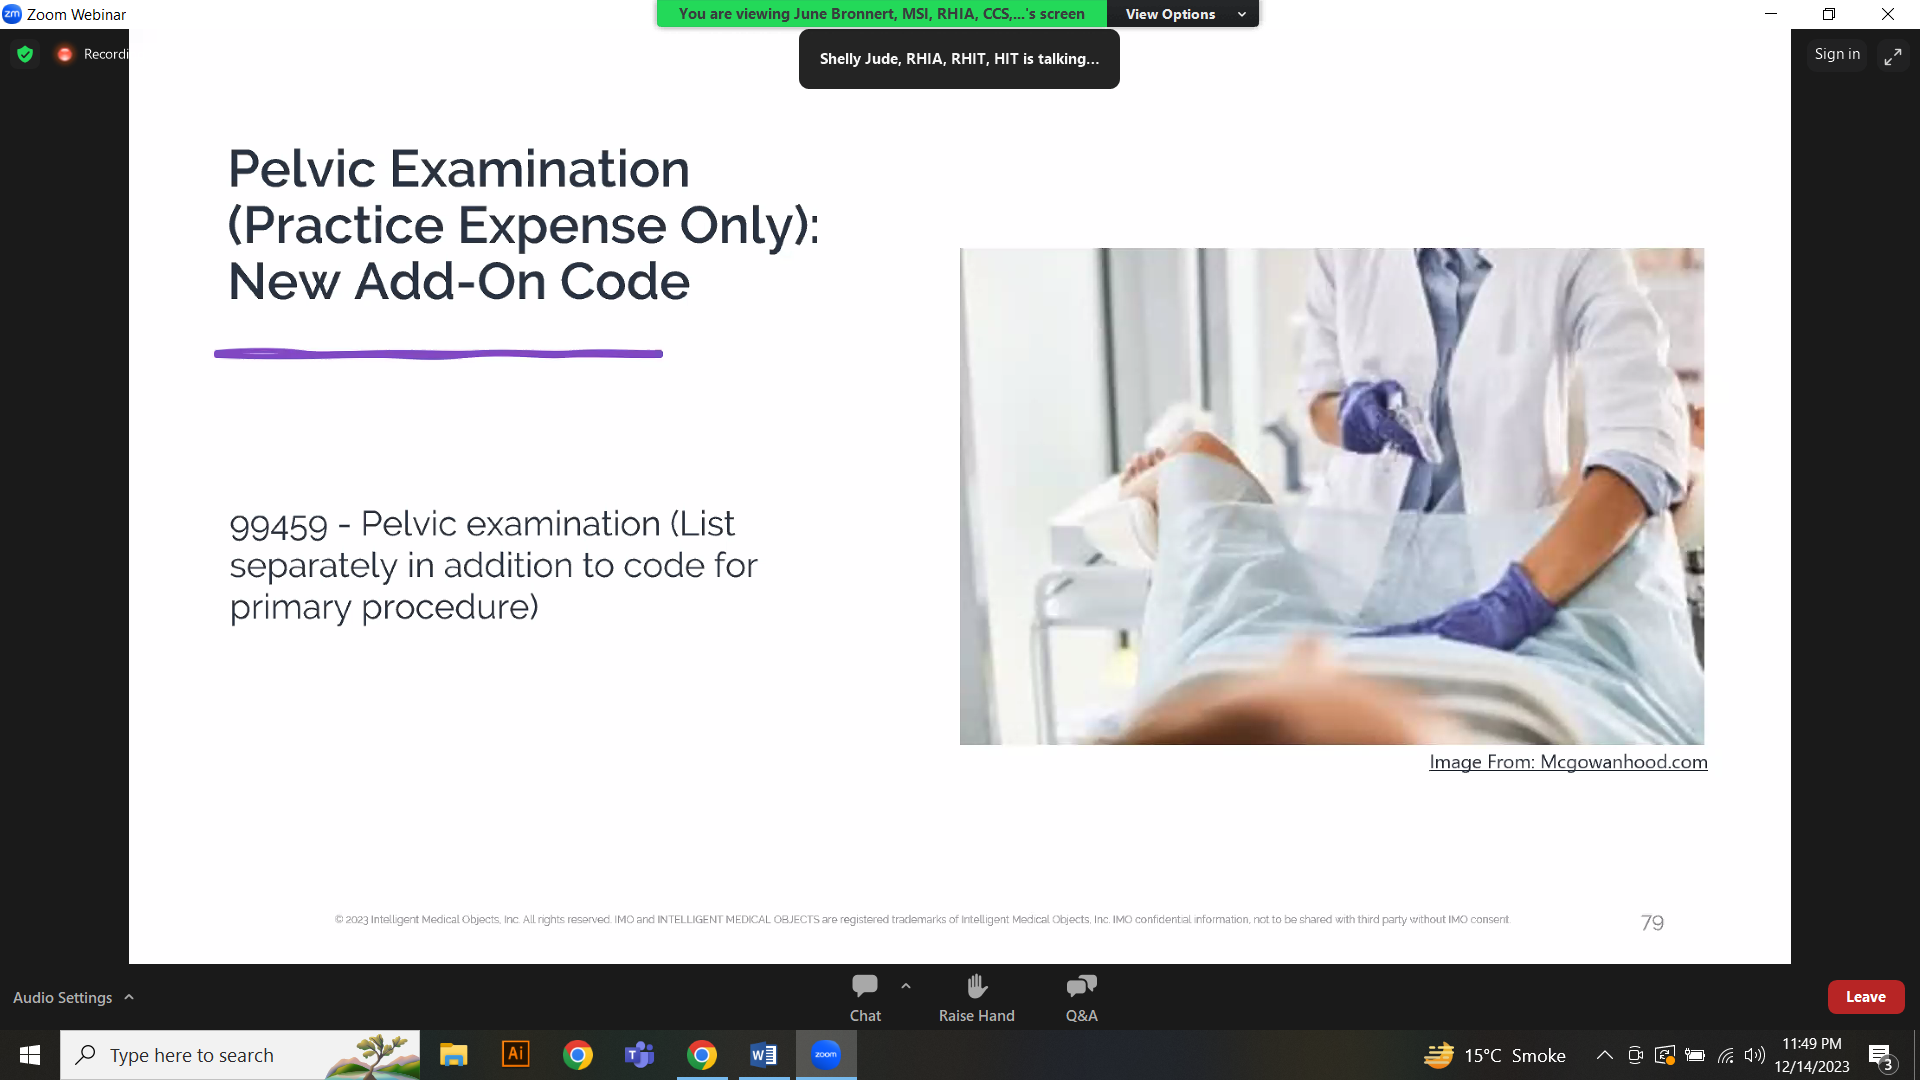 zm Zoom Webinar
You are viewing June Bronnert, MSI, RHIA, CCS,...'s screen
View Options
Recordi
Shelly Jude, RHIA, RHIT, HIT is talking...
Sign in
Pelvic Examination
(Practice Expense Only):
New Add-On Code
99459 - Pelvic examination (List
separately in addition to code for
primary procedure)
Image From: Mcgowanhood.com
© 2023 Intelligent Medical Objects, Inc. All rights reserved. IMO and INTELLIGENT MEDICAL OBJECTS are registered trademarks of Intelligent Medical Objects, Inc. IMO confidential information, not to be shared with third party without IMO consent
79
Audio Settings
Chat
Raise Hand
Q&A
Leave
Type here to search
Ai
T
W
zoom
15°C Smoke
11:49 PM
12/14/2023
3